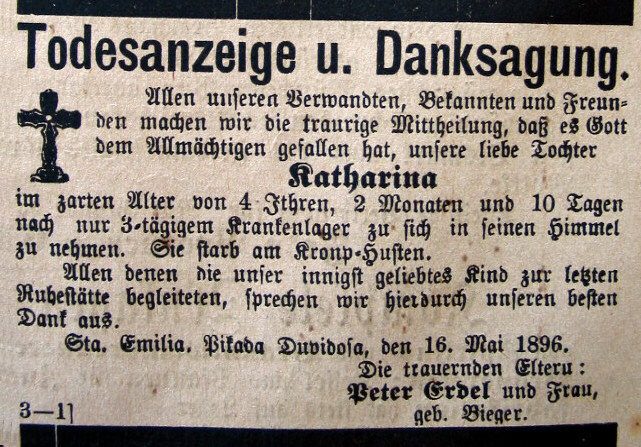 Todesanzeige u. Danksagung.
Allen unseren Verwandten, Bekannten und Freun-
den machen wir die traurige Mittheilung, daß es Gott
dem Allmächtigen gefallen hat, unsere liebe Tochter
Katharina
im zarten Alter von 4 Jthren, 2 Monaten und 10 Tagen
nach nur 3-tägigem Krankenlager zu sich in seinen Himmel
zu nehmen. Sie starb am Kronp-Husten.
Allen denen die unser innigst geliebtes Kind zur letzten
Ruhestätte begleiteten, sprechen wir hierdurch unseren besten
Dank aus.
Sta. Emilia. Pikada Duvidosa, den 16. Mai 1896.
Die trauernden Elteru:
Peter Erdel und Frau,
geb. Bieger.
3—1]